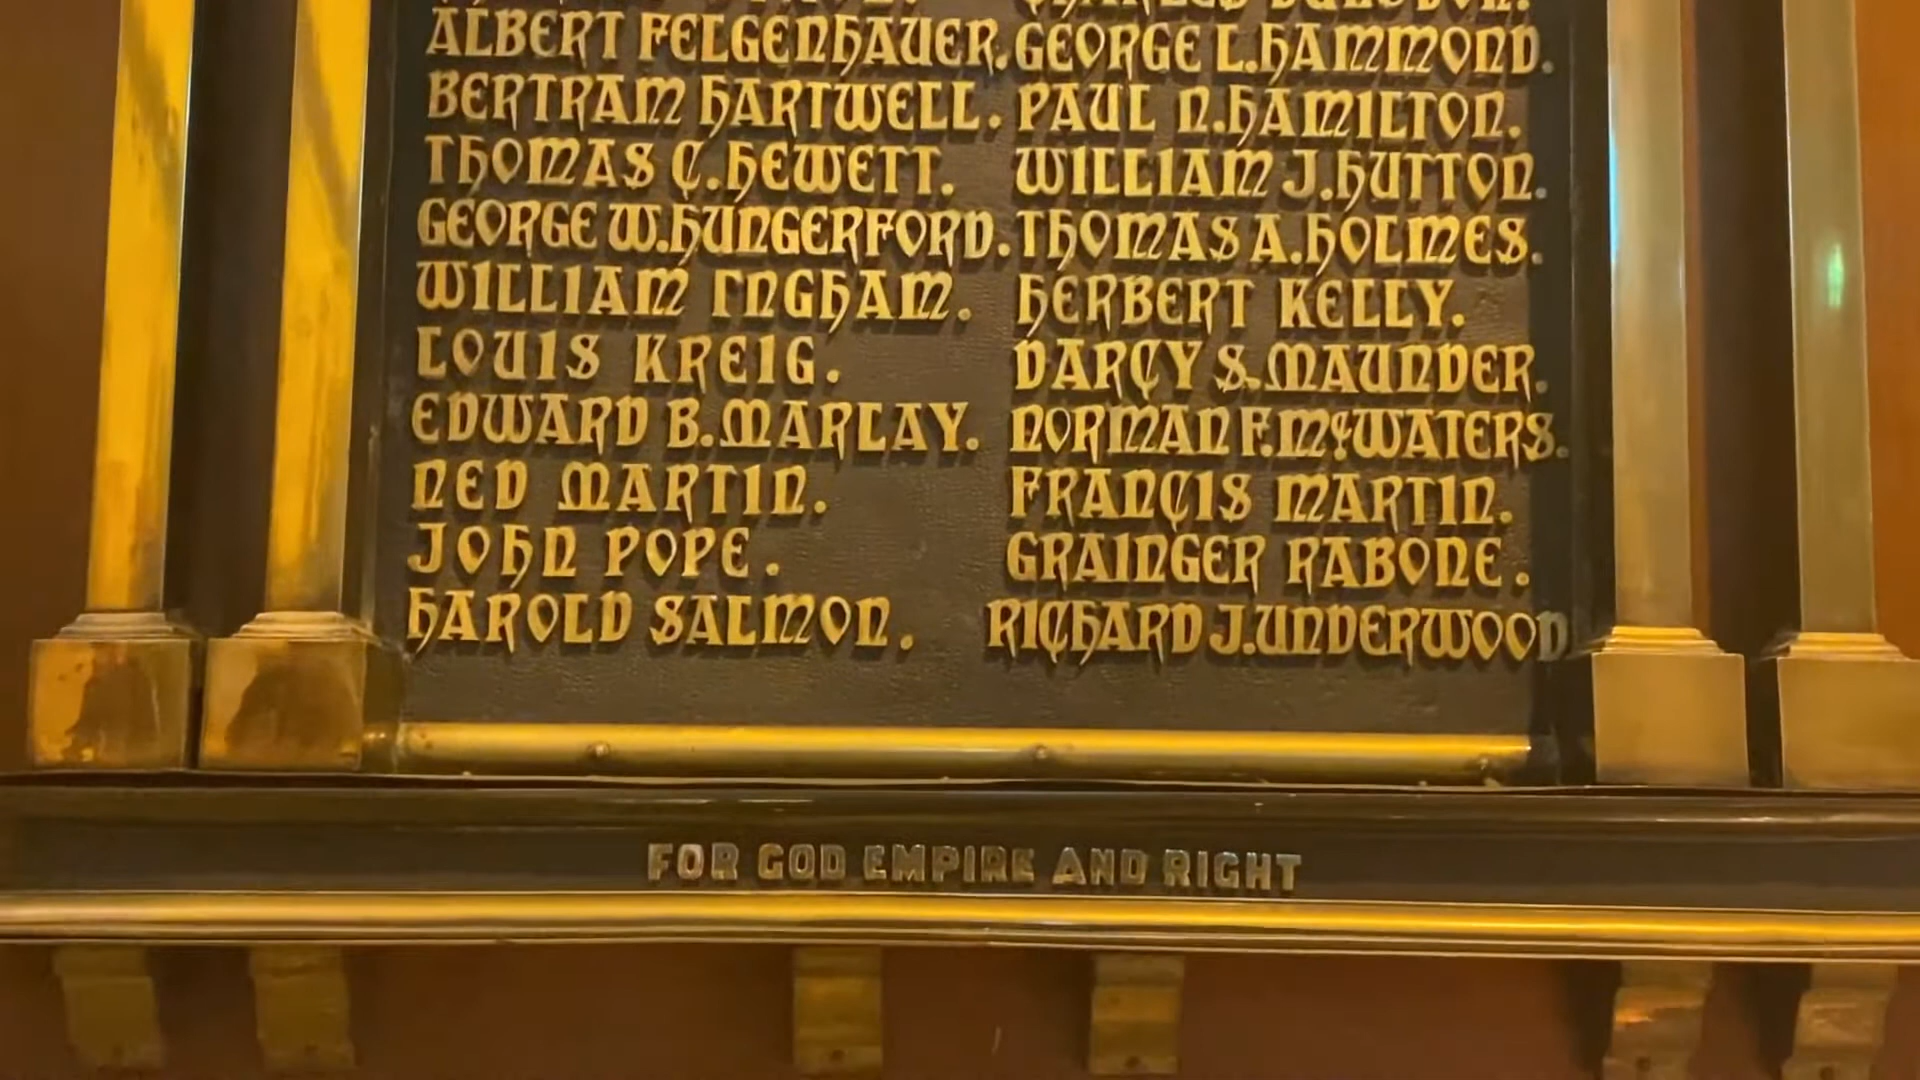 ALBERT FELGENHAUER. GEORGE L. HAMMOND.
BERTRAM HARTWELL. PAUL N. HAMILTON.
THOMAS C. HEWETT. WILLIAM J. HUTTON.
GEORGE W. HUNGERFORD. THOMAS A. HOLMES.
WILLIAM INGHAM. HERBERT KELLY.
LOUIS KREIG. DARCY S. MAUNDER.
EDWARD B. MARLAY. NORMAN F. McWATERS.
NED MARTIN. FRANCIS MARTIN.
JOHN POPE. GRAINGER RABONE.
HAROLD SALMON. RICHARD J. UNDERWOOD
FOR GOD EMPIRE AND RIGHT